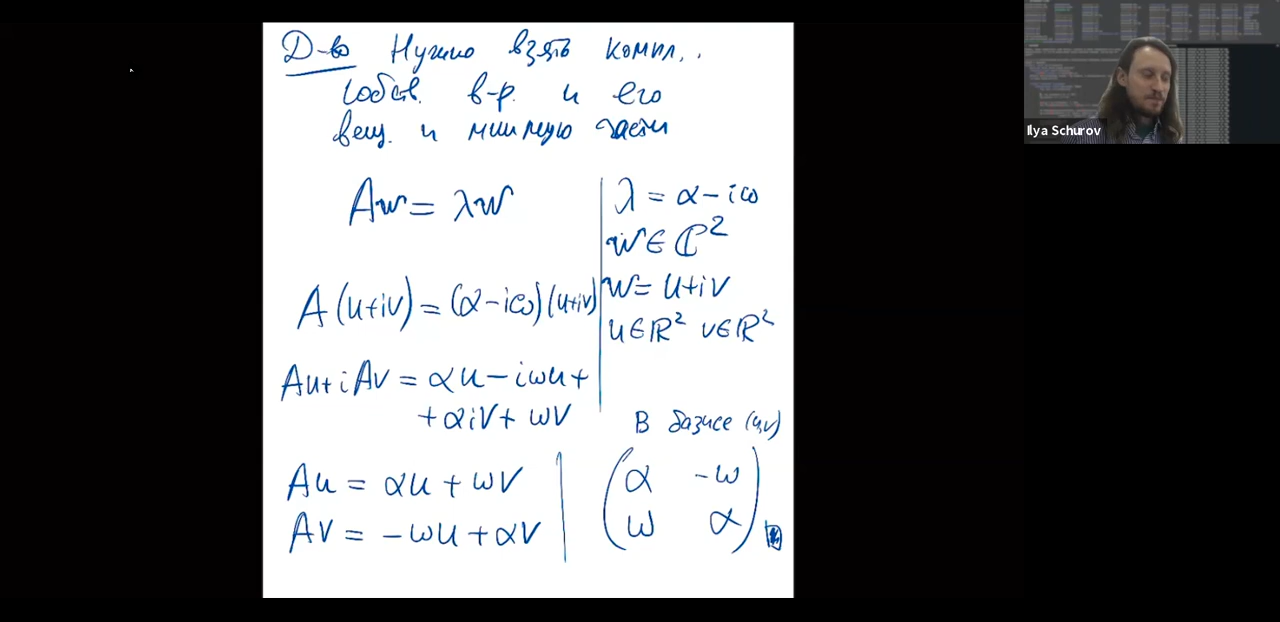 Д-во Нужно взять компл.
собств. в-р. и его
вещ. и мнимую части
Aw = λw
λ = α - iω
w ∈ ℂ²
w = u+iv
u∈ℝ² v∈ℝ²
A(u+iv) = (α-iω)(u+iv)
Au+iAv = αu - iωu +
+ αiv + ωv
Au = αu + ωv
Av = -ωu + αv
В базисе (u,v)
(α -ω
ω α)
Ilya Schurov